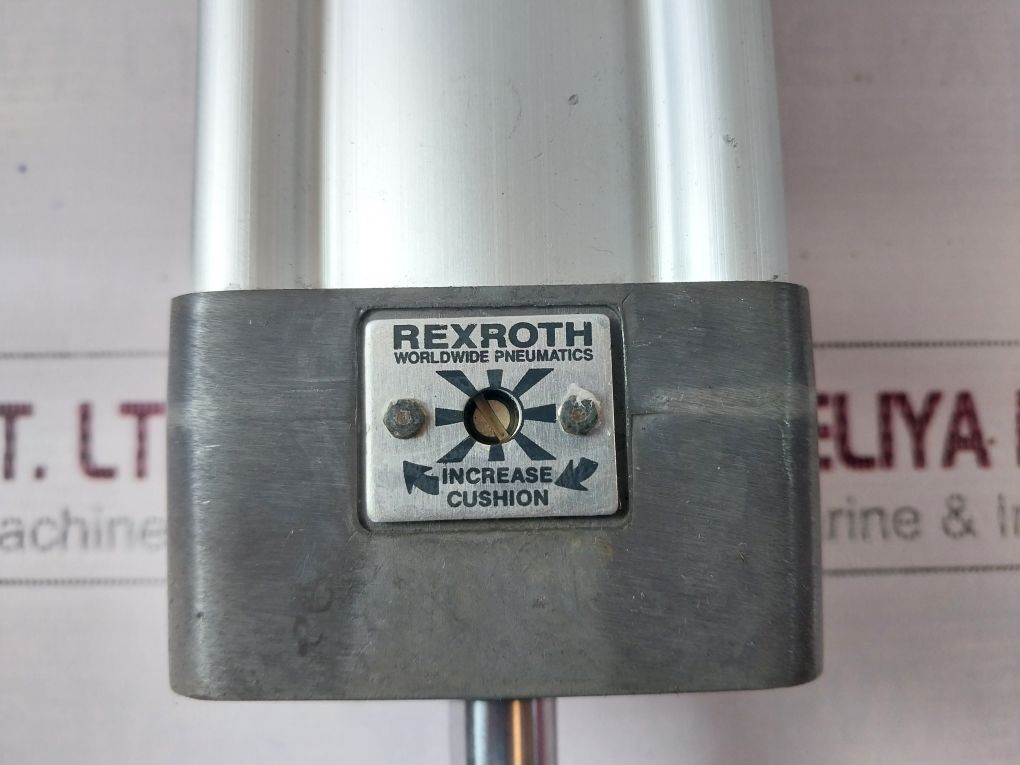 REXROTH
WORLDWIDE PNEUMATICS
INCREASE
CUSHION
T. LT
ELIYA
achine
rine & I